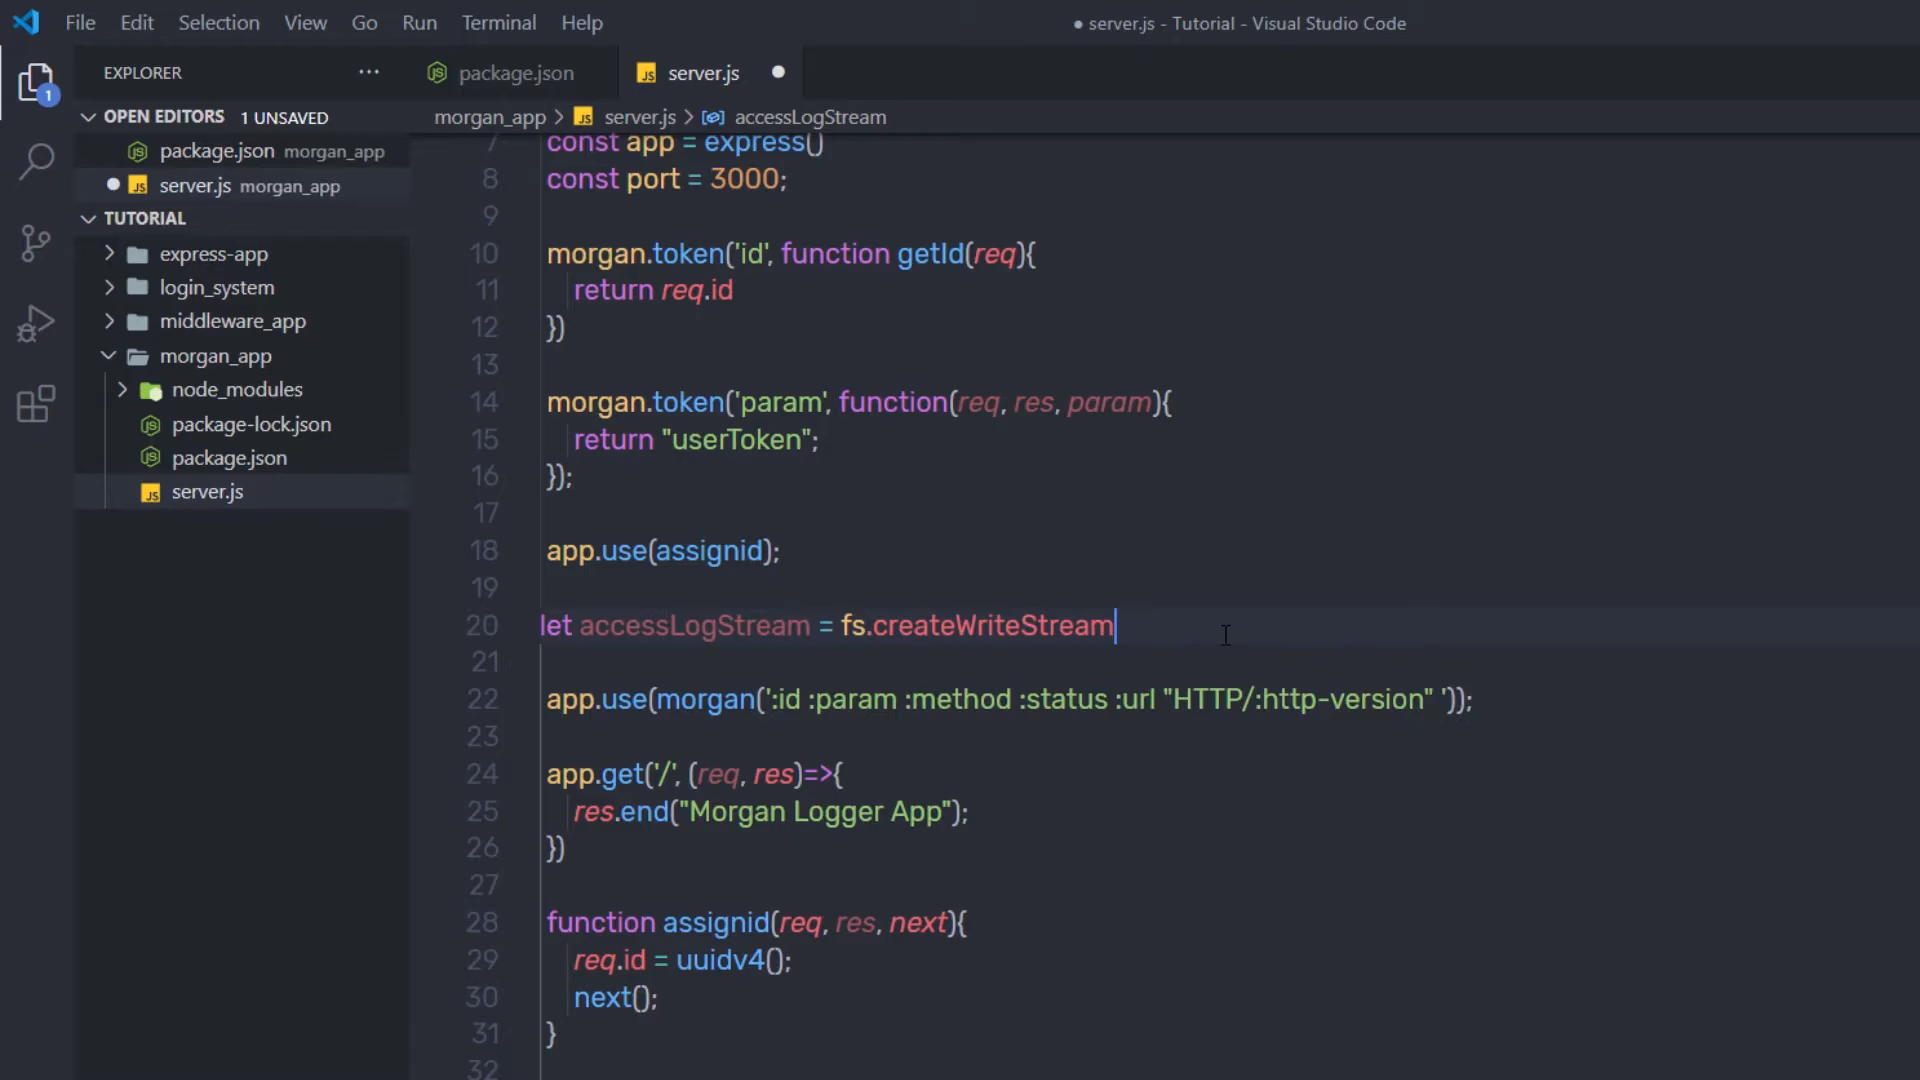 File Edit Selection View Go Run Terminal Help
● server.js - Tutorial - Visual Studio Code
EXPLORER ···
package.json
JS server.js ●
1
OPEN EDITORS 1 UNSAVED
package.json morgan_app
● JS server.js morgan_app
TUTORIAL
express-app
login_system
middleware_app
morgan_app
node_modules
package-lock.json
package.json
JS server.js
morgan_app > JS server.js > accessLogStream
7 const app = express()
8 const port = 3000;
9
10 morgan.token('id', function getId(req){
11 return req.id
12 })
13
14 morgan.token('param', function(req, res, param){
15 return "userToken";
16 });
17
18 app.use(assignid);
19
20 let accessLogStream = fs.createWriteStream
21
22 app.use(morgan(':id :param :method :status :url "HTTP/:http-version" '));
23
24 app.get('/', (req, res)=>{
25 res.end("Morgan Logger App");
26 })
27
28 function assignid(req, res, next){
29 req.id = uuidv4();
30 next();
31 }
32